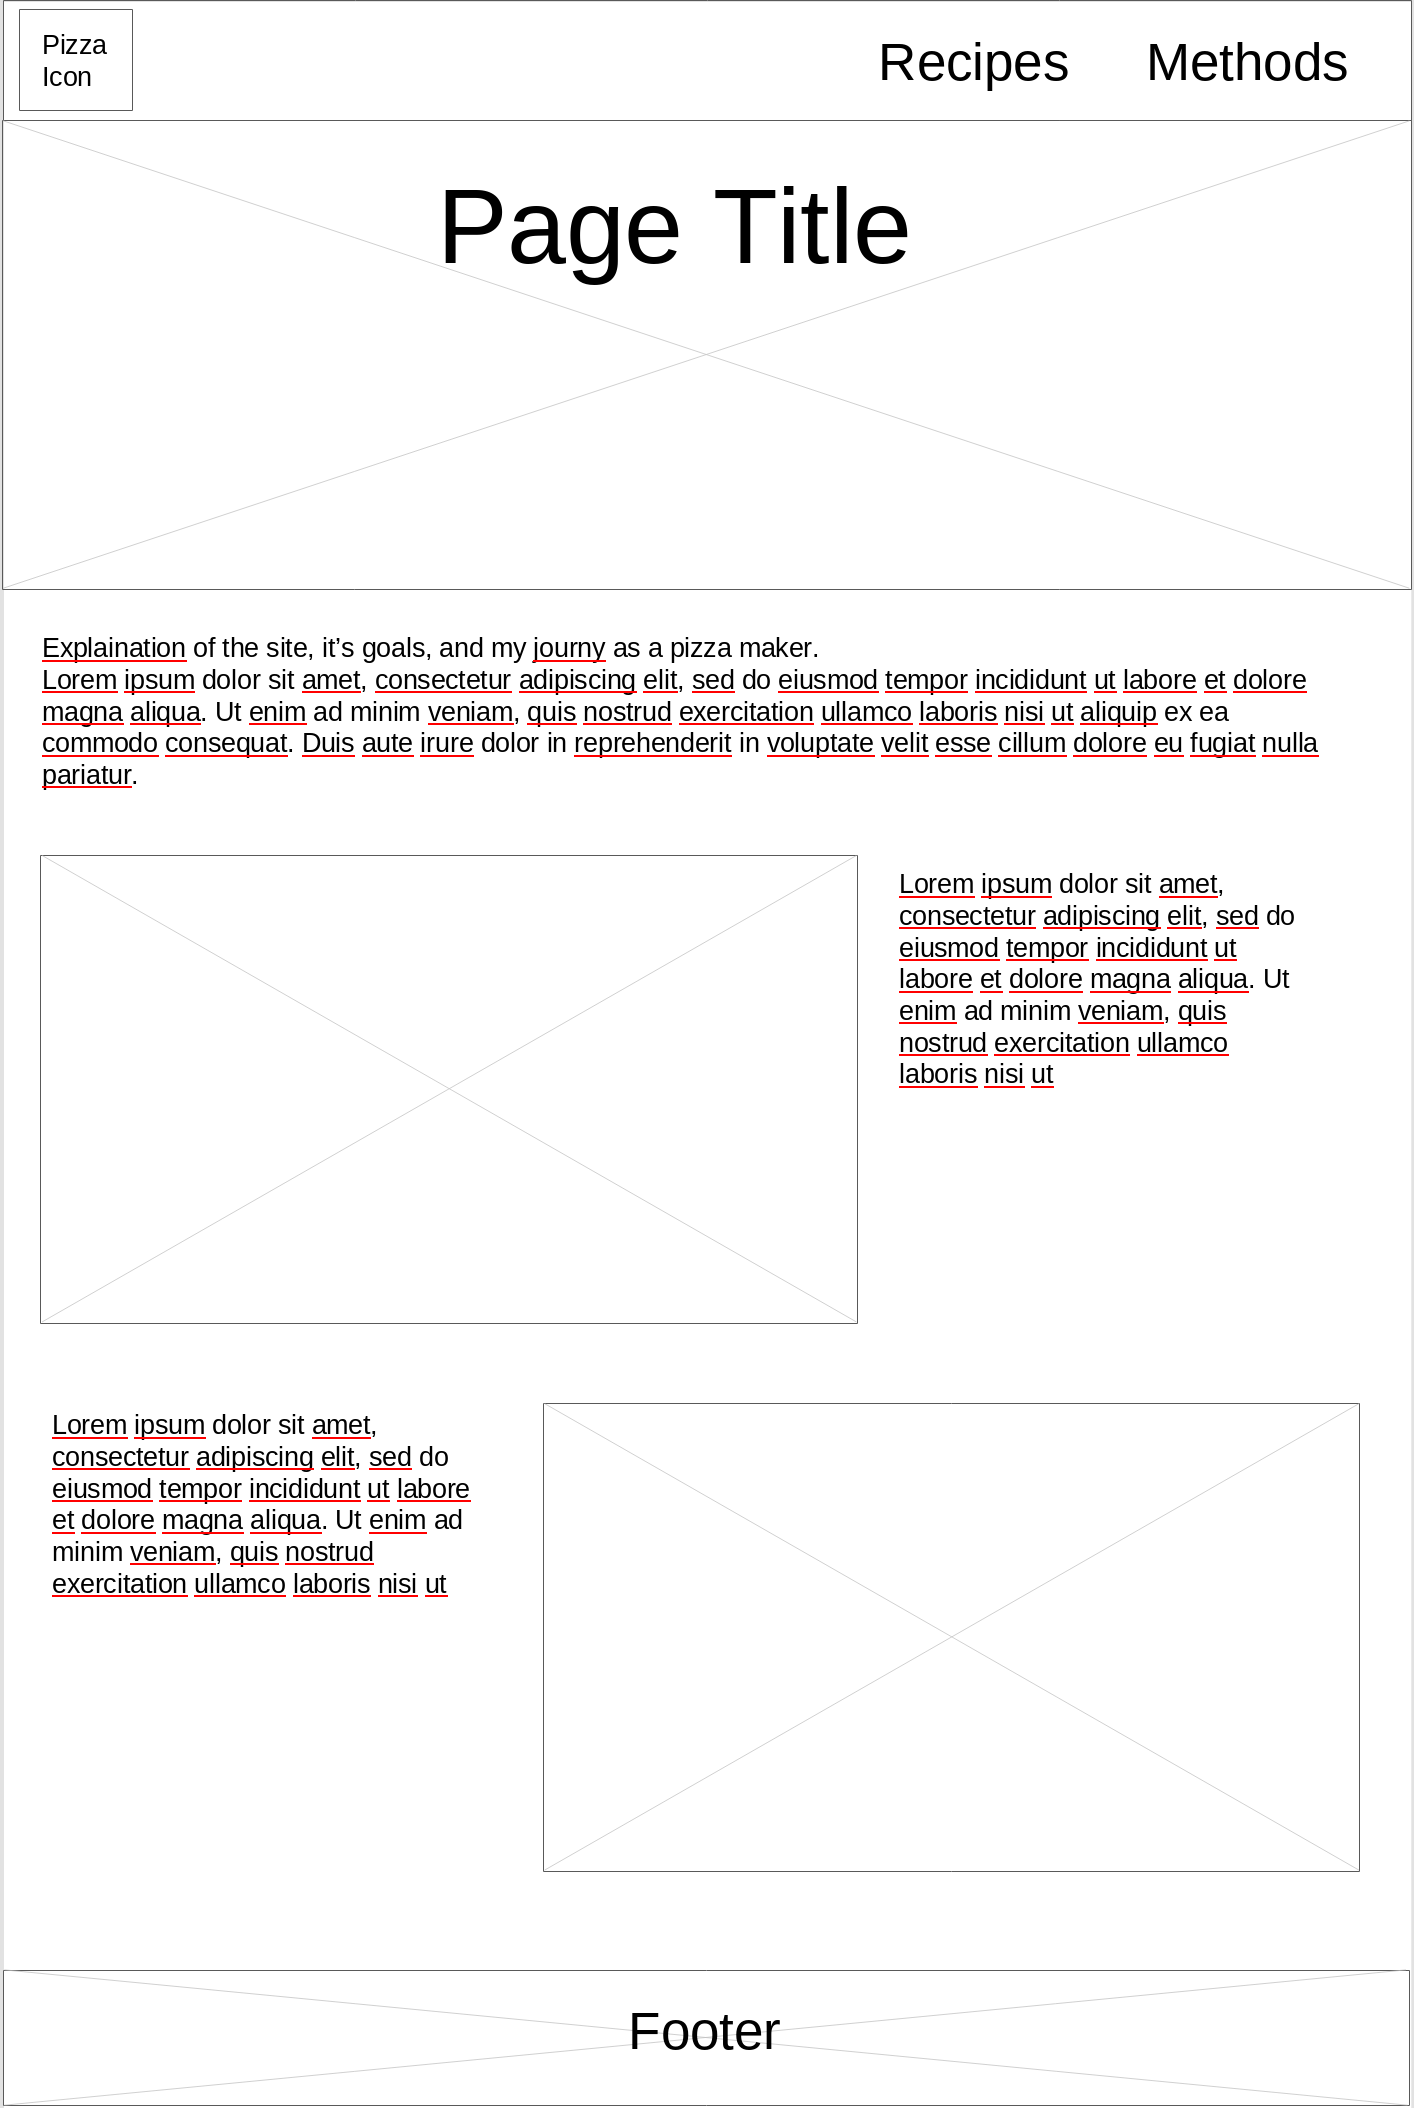 Pizza
Icon
Recipes Methods
Page Title
Explaination of the site, it’s goals, and my journy as a pizza maker.
Lorem ipsum dolor sit amet, consectetur adipiscing elit, sed do eiusmod tempor incididunt ut labore et dolore
magna aliqua. Ut enim ad minim veniam, quis nostrud exercitation ullamco laboris nisi ut aliquip ex ea
commodo consequat. Duis aute irure dolor in reprehenderit in voluptate velit esse cillum dolore eu fugiat nulla
pariatur.
Lorem ipsum dolor sit amet,
consectetur adipiscing elit, sed do
eiusmod tempor incididunt ut
labore et dolore magna aliqua. Ut
enim ad minim veniam, quis
nostrud exercitation ullamco
laboris nisi ut
Lorem ipsum dolor sit amet,
consectetur adipiscing elit, sed do
eiusmod tempor incididunt ut labore
et dolore magna aliqua. Ut enim ad
minim veniam, quis nostrud
exercitation ullamco laboris nisi ut
Footer